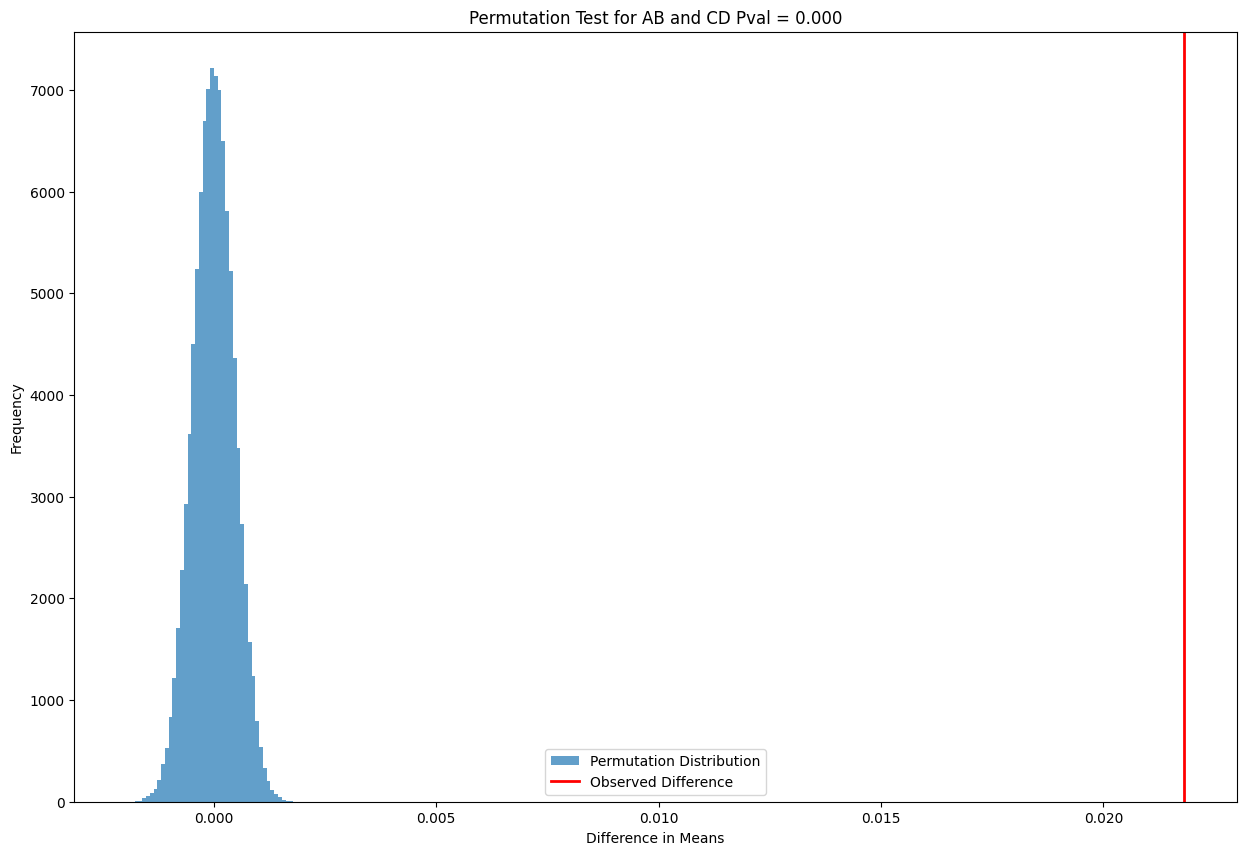 Permutation Test for AB and CD Pval = 0.000
Frequency
7000
6000
5000
4000
3000
2000
1000
0
Permutation Distribution
Observed Difference
0.000 0.005 0.010 0.015 0.020
Difference in Means